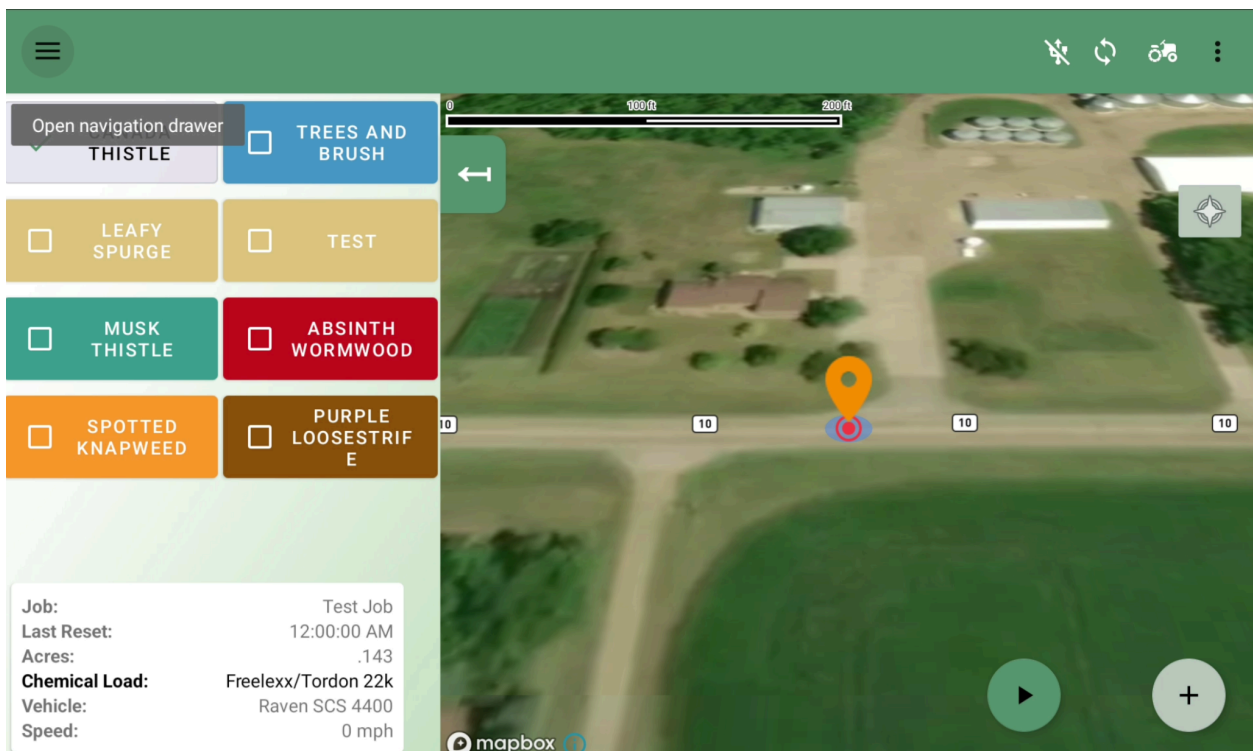 Open navigation drawer
THISTLE
TREES AND
BRUSH
LEAFY
SPURGE
TEST
MUSK
THISTLE
ABSINTH
WORMWOOD
SPOTTED
KNAPWEED
PURPLE
LOOSESTRIF
E
Job: Test Job
Last Reset: 12:00:00 AM
Acres: .143
Chemical Load: Freelexx/Tordon 22k
Vehicle: Raven SCS 4400
Speed: 0 mph
0 100 ft 200 ft
10 10 10 10
mapbox